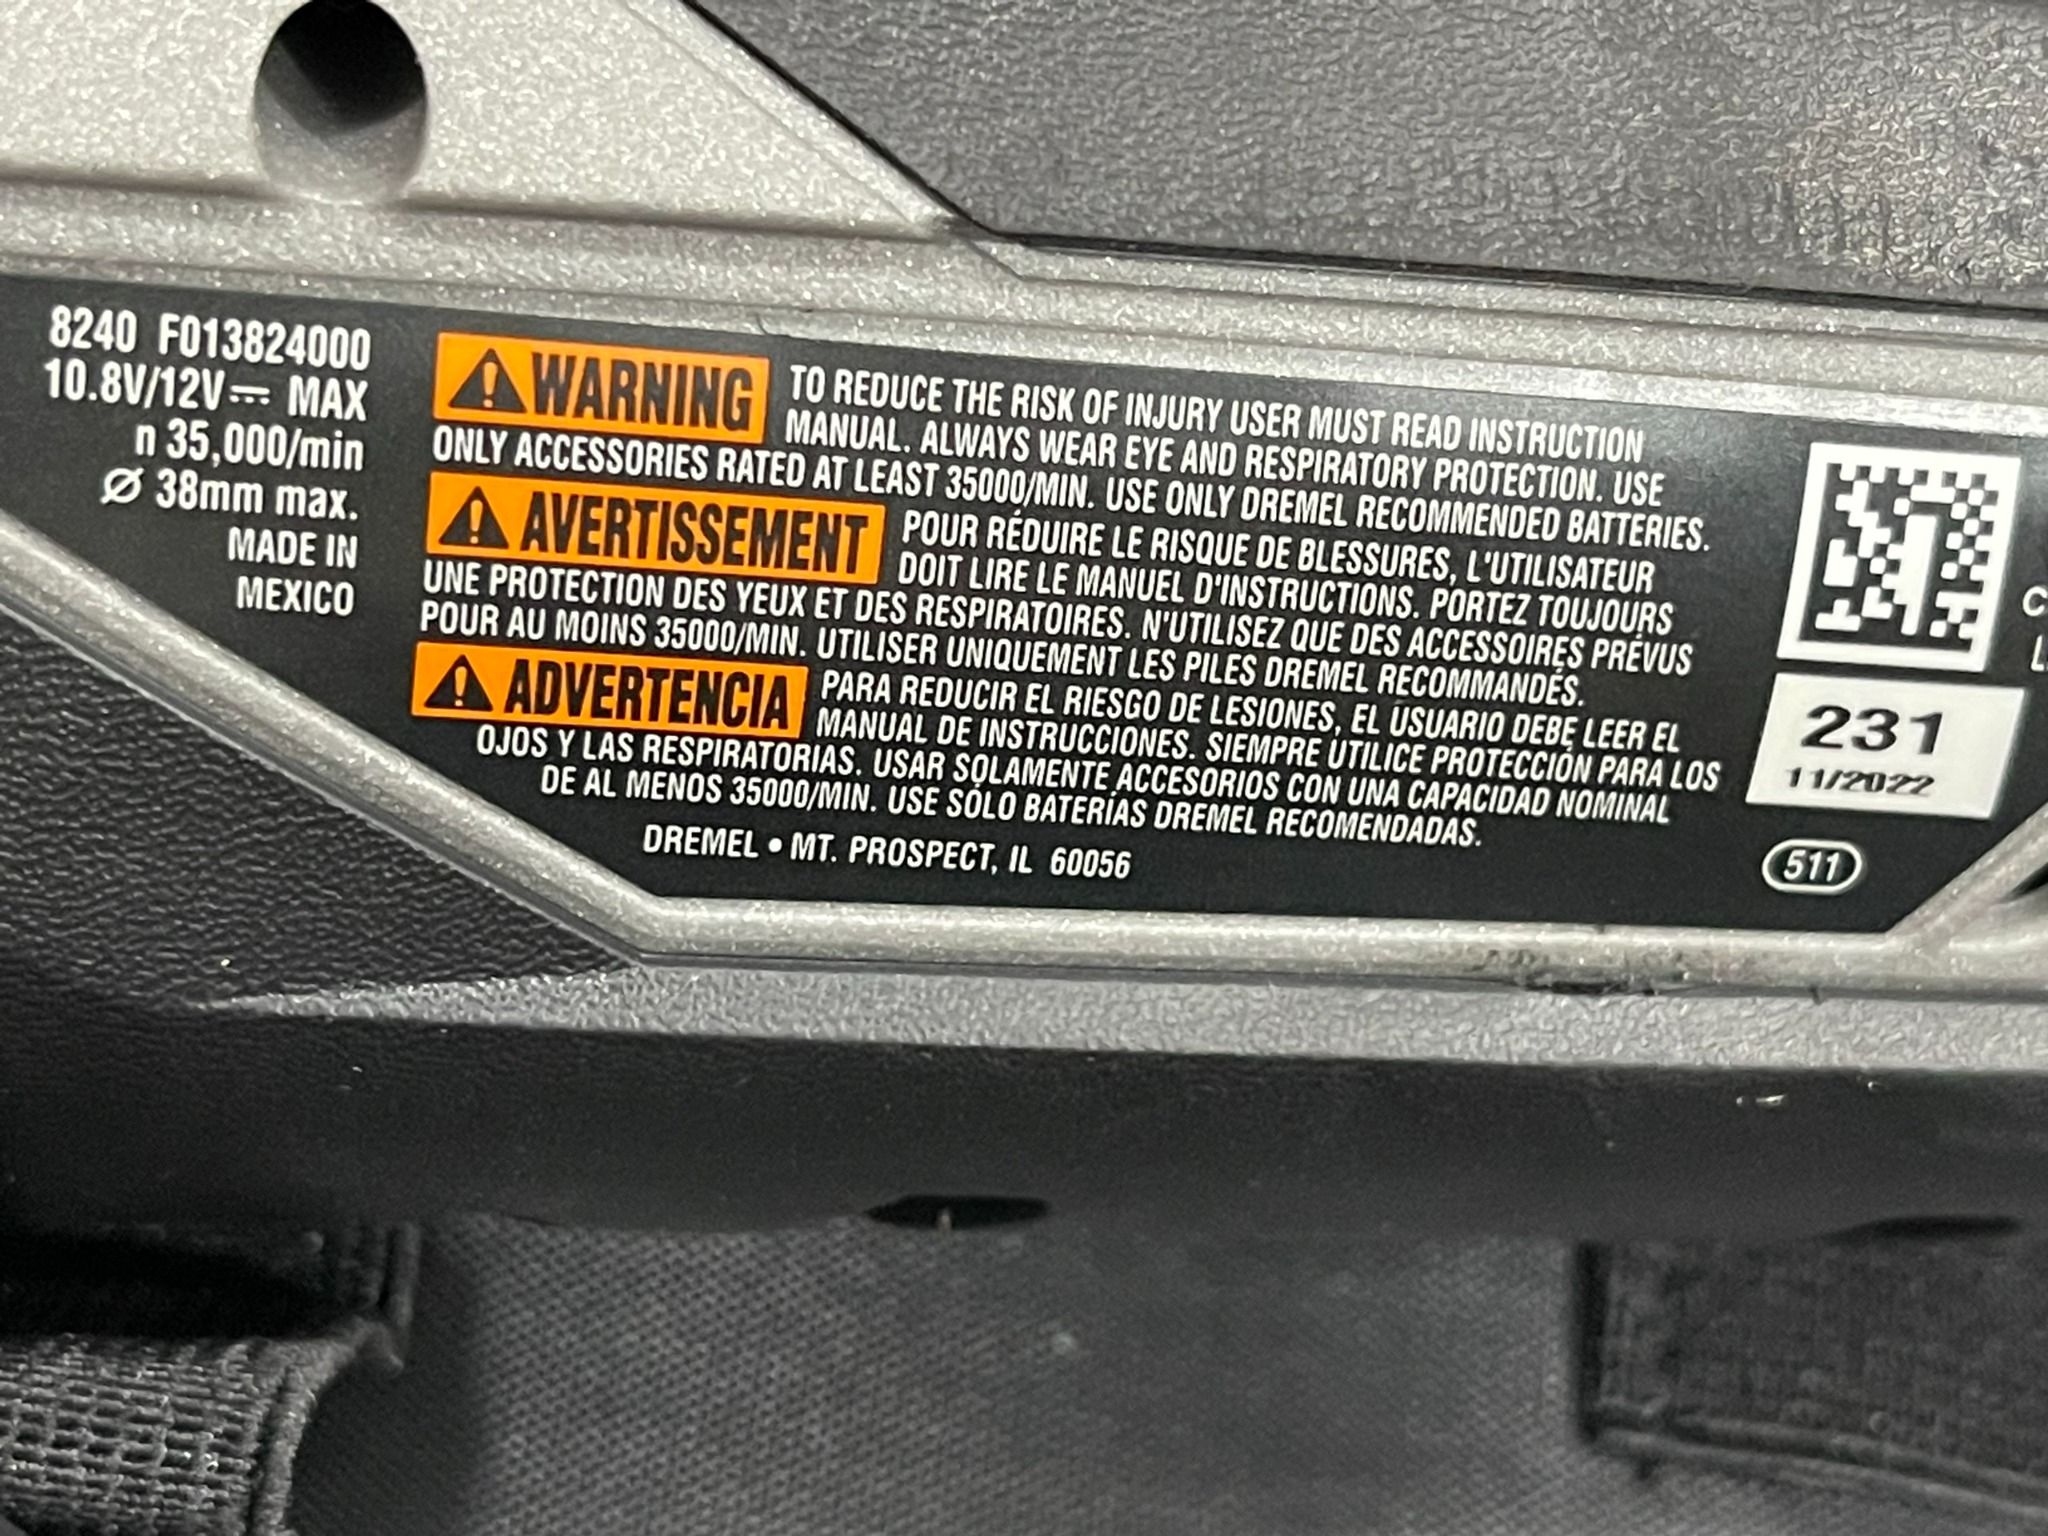 8240 F013824000
10.8V/12V⎓ MAX
n 35,000/min
Ø 38mm max.
MADE IN
MEXICO
WARNING TO REDUCE THE RISK OF INJURY USER MUST READ INSTRUCTION
MANUAL. ALWAYS WEAR EYE AND RESPIRATORY PROTECTION. USE
ONLY ACCESSORIES RATED AT LEAST 35000/MIN. USE ONLY DREMEL RECOMMENDED BATTERIES.
AVERTISSEMENT POUR RÉDUIRE LE RISQUE DE BLESSURES, L'UTILISATEUR
DOIT LIRE LE MANUEL D'INSTRUCTIONS. PORTEZ TOUJOURS
UNE PROTECTION DES YEUX ET DES RESPIRATOIRES. N'UTILISEZ QUE DES ACCESSOIRES PRÉVUS
POUR AU MOINS 35000/MIN. UTILISER UNIQUEMENT LES PILES DREMEL RECOMMANDÉS.
ADVERTENCIA PARA REDUCIR EL RIESGO DE LESIONES, EL USUARIO DEBE LEER EL
MANUAL DE INSTRUCCIONES. SIEMPRE UTILICE PROTECCIÓN PARA LOS
OJOS Y LAS RESPIRATORIAS. USAR SOLAMENTE ACCESORIOS CON UNA CAPACIDAD NOMINAL
DE AL MENOS 35000/MIN. USE SÓLO BATERÍAS DREMEL RECOMENDADAS.
DREMEL • MT. PROSPECT, IL 60056
231
11/2022
511